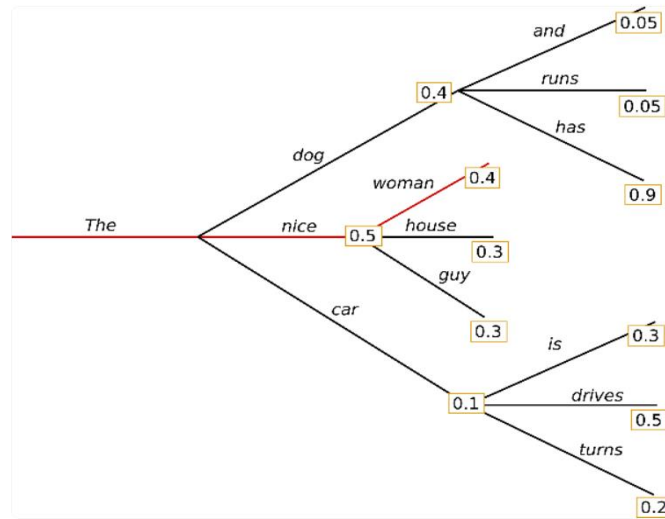 and
0.05
runs
0.4
0.05
has
dog
woman
0.4
0.9
The
nice
0.5
house
0.3
guy
car
0.3
is
0.3
drives
0.1
0.5
turns
0.2